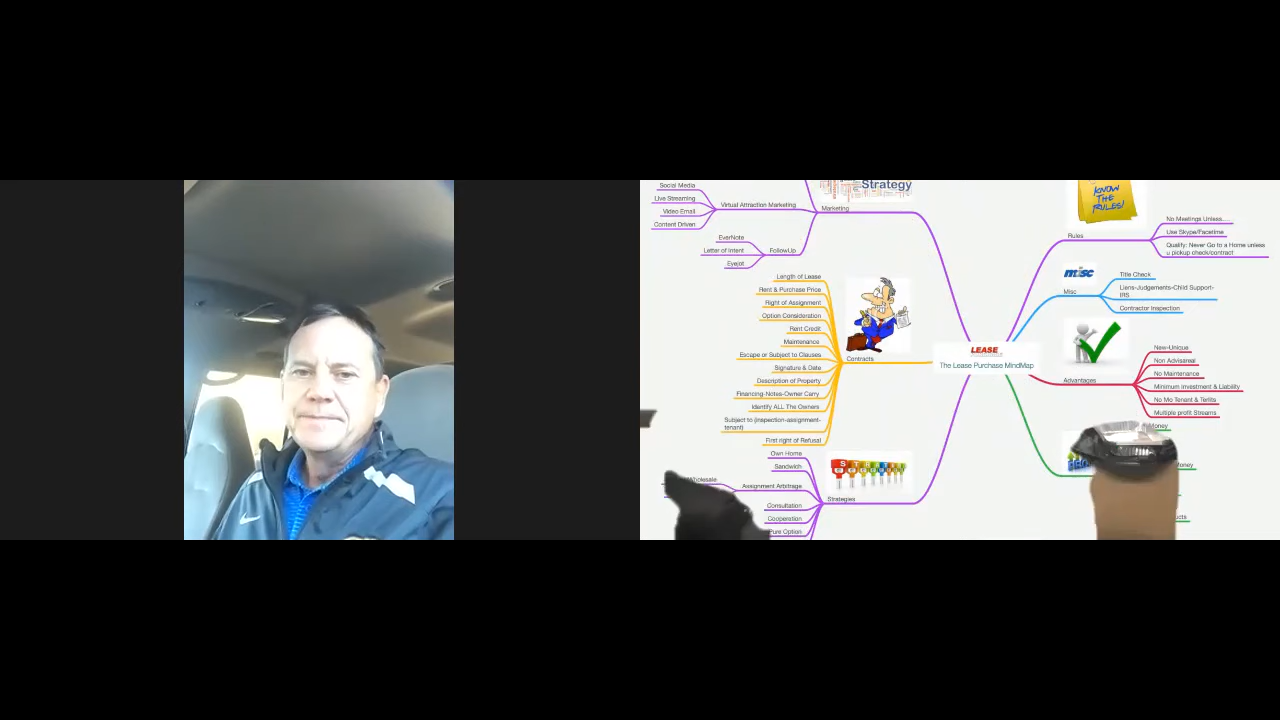 Strategy
Marketing
Social Media
Live Streaming
Video Email
Content Driven
Virtual Attraction Marketing
EverNote
Letter of Intent
Eyejot
FollowUp
Length of Lease
Rent & Purchase Price
Right of Assignment
Option Consideration
Rent Credit
Maintenance
Escape or Subject to Clauses
Signature & Date
Description of Property
Financing-Notes-Owner Carry
Identify ALL The Owners
Subject to (inspection-assignment-
tenant)
First right of Refusal
Contracts
Own Home
Sandwich
Wholesale
Assignment Arbitrage
Consultation
Cooperation
Pure Option
Strategies
LEASE
The Lease Purchase MindMap
KNOW
THE
RULES!
Rules
No Meetings Unless.....
Use Skype/Facetime
Qualify: Never Go to a Home unless
u pickup check/contract
misc
Misc
Title Check
Liens-Judgements-Child Support-
IRS
Contractor Inspection
Advantages
New-Unique
Non Advisareal
No Maintenance
Minimum Investment & Liability
No Mo Tenant & Terlits
Multiple profit Streams
Money
Money